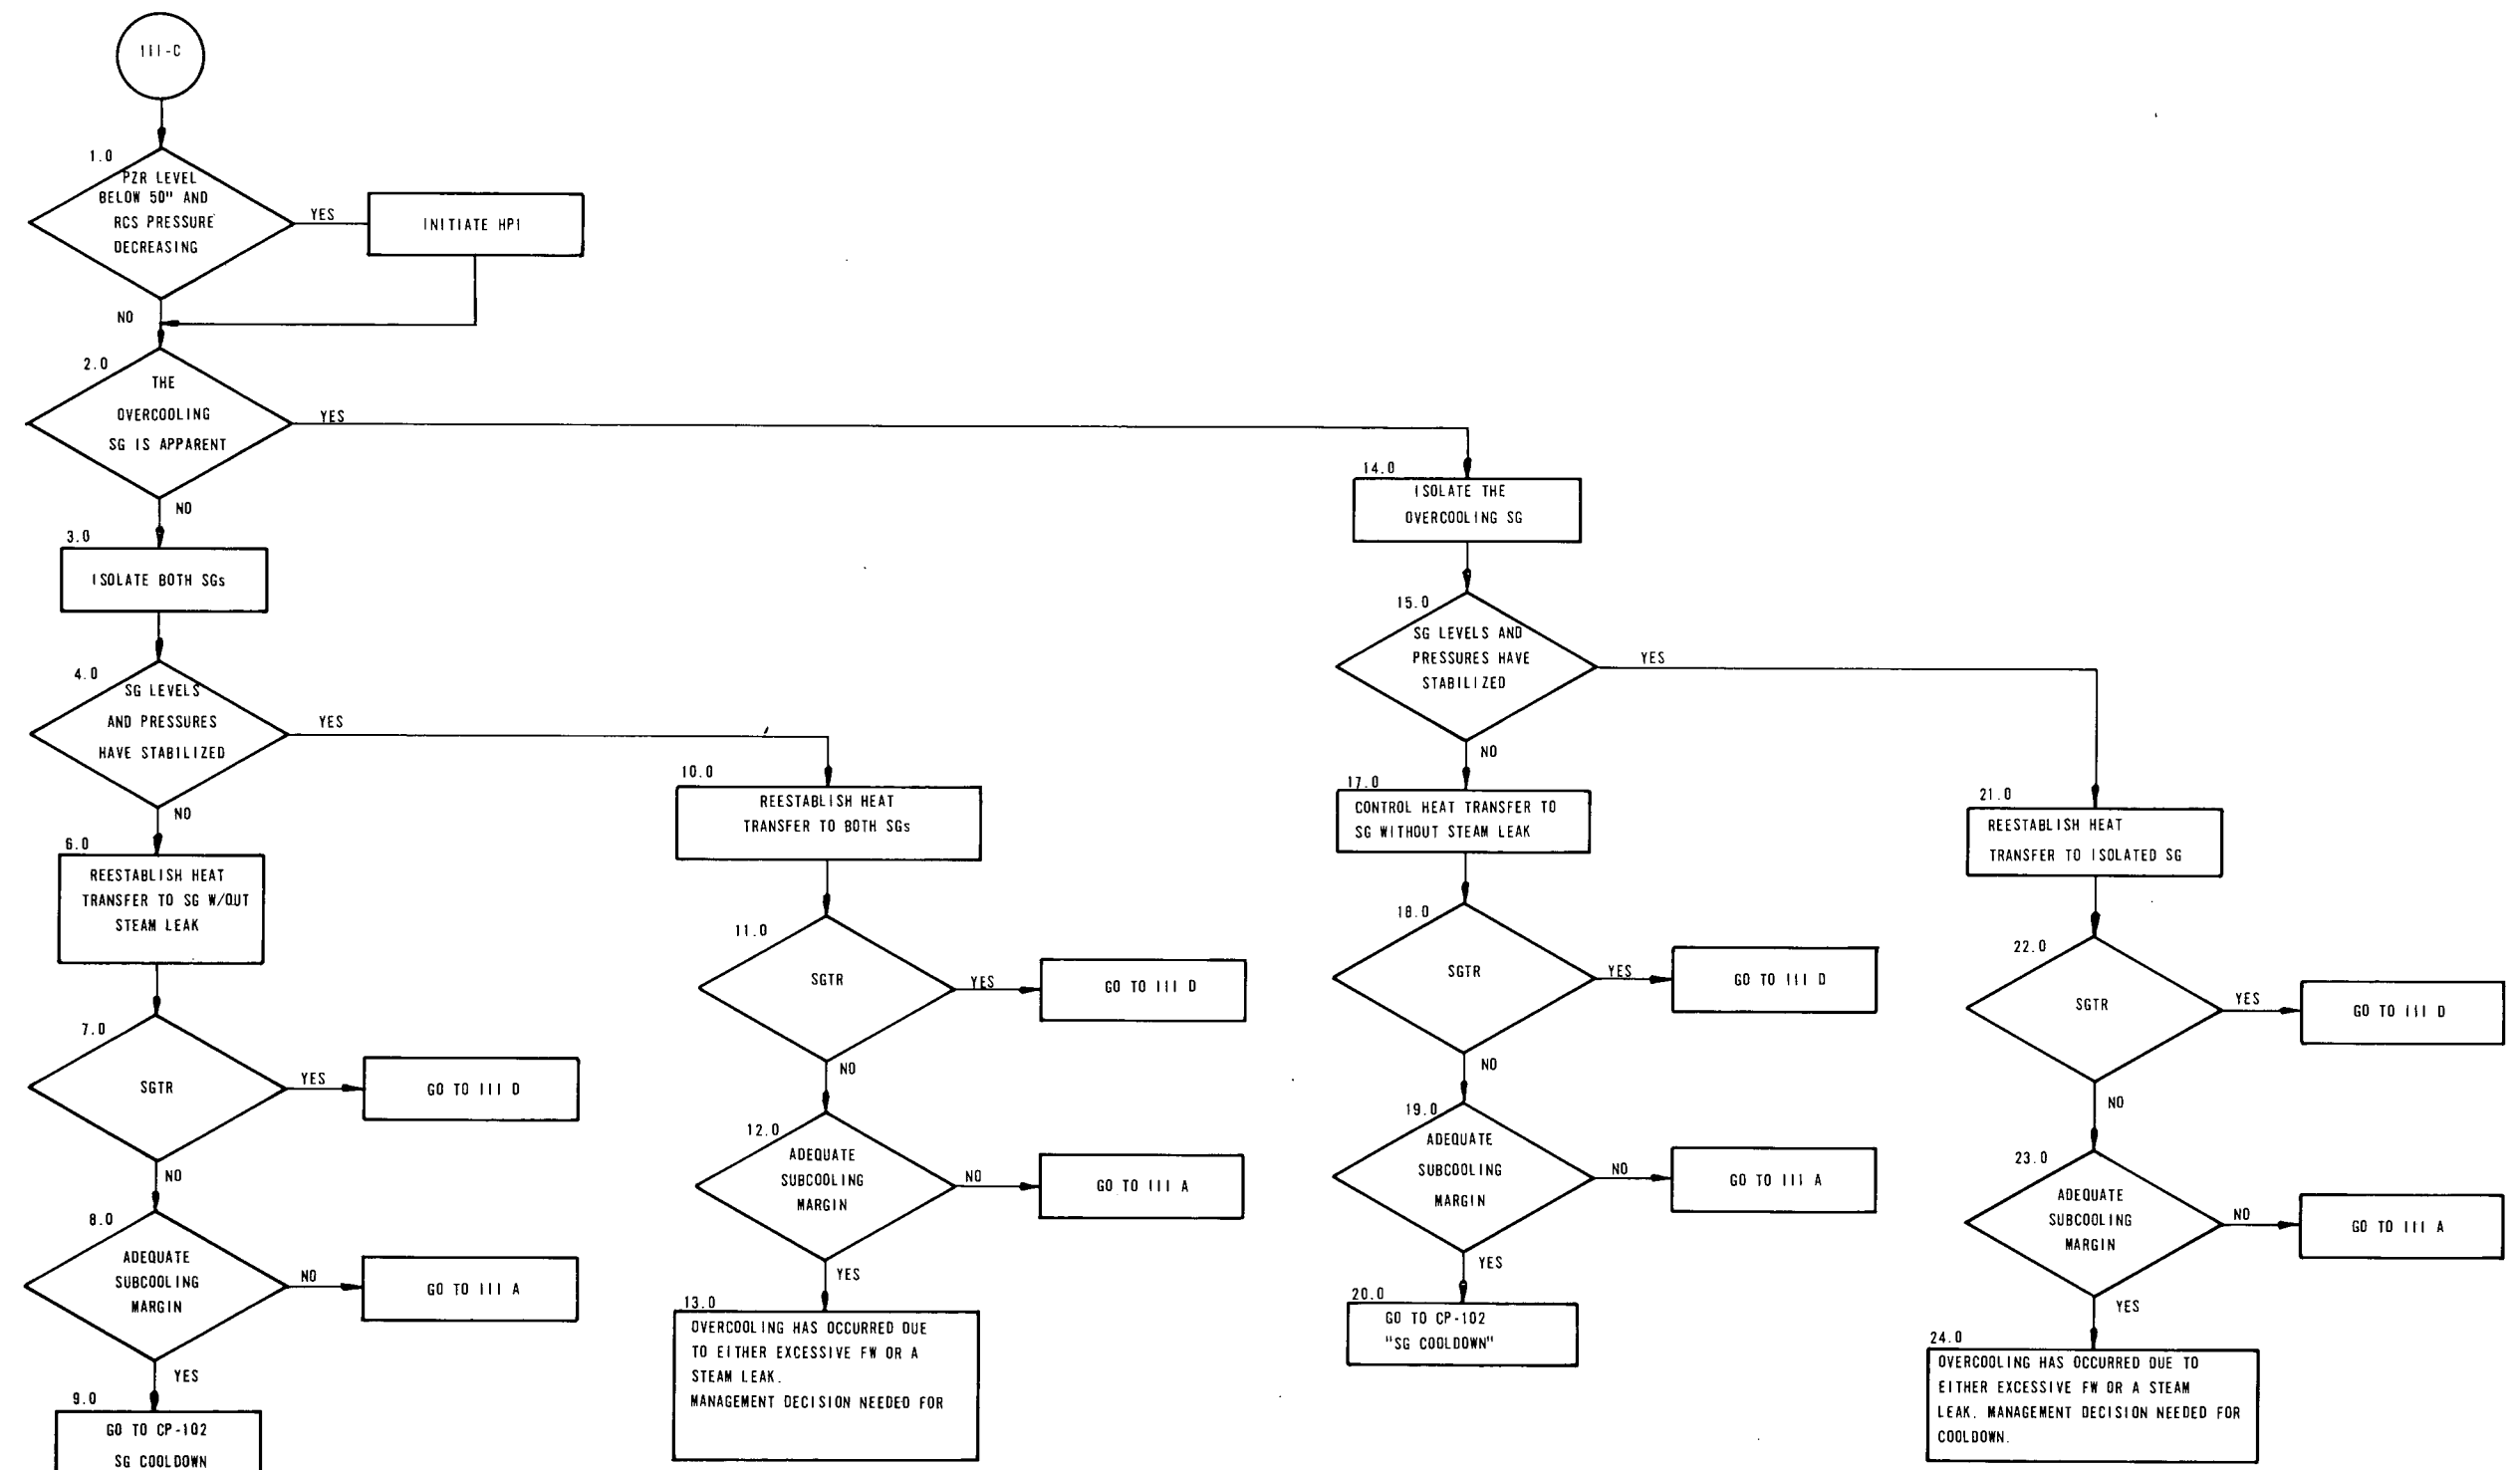 III-C
1.0
PZR LEVEL
BELOW 50" AND
RCS PRESSURE
DECREASING
YES
INITIATE HPI
NO
2.0
THE
OVERCOOLING
SG IS APPARENT
YES
NO
3.0
ISOLATE BOTH SGs
4.0
SG LEVELS
AND PRESSURES
HAVE STABILIZED
YES
NO
6.0
REESTABLISH HEAT
TRANSFER TO SG W/OUT
STEAM LEAK
7.0
SGTR
YES
GO TO III D
NO
8.0
ADEQUATE
SUBCOOLING
MARGIN
NO
GO TO III A
YES
9.0
GO TO CP-102
SG COOLDOWN
10.0
REESTABLISH HEAT
TRANSFER TO BOTH SGs
11.0
SGTR
YES
GO TO III D
NO
12.0
ADEQUATE
SUBCOOLING
MARGIN
NO
GO TO III A
YES
13.0
OVERCOOLING HAS OCCURRED DUE
TO EITHER EXCESSIVE FW OR A
STEAM LEAK.
MANAGEMENT DECISION NEEDED FOR
14.0
ISOLATE THE
OVERCOOLING SG
15.0
SG LEVELS AND
PRESSURES HAVE
STABILIZED
YES
NO
17.0
CONTROL HEAT TRANSFER TO
SG WITHOUT STEAM LEAK
18.0
SGTR
YES
GO TO III D
NO
19.0
ADEQUATE
SUBCOOLING
MARGIN
NO
GO TO III A
YES
20.0
GO TO CP-102
"SG COOLDOWN"
21.0
REESTABLISH HEAT
TRANSFER TO ISOLATED SG
22.0
SGTR
YES
GO TO III D
NO
23.0
ADEQUATE
SUBCOOLING
MARGIN
NO
GO TO III A
YES
24.0
OVERCOOLING HAS OCCURRED DUE TO
EITHER EXCESSIVE FW OR A STEAM
LEAK. MANAGEMENT DECISION NEEDED FOR
COOLDOWN.